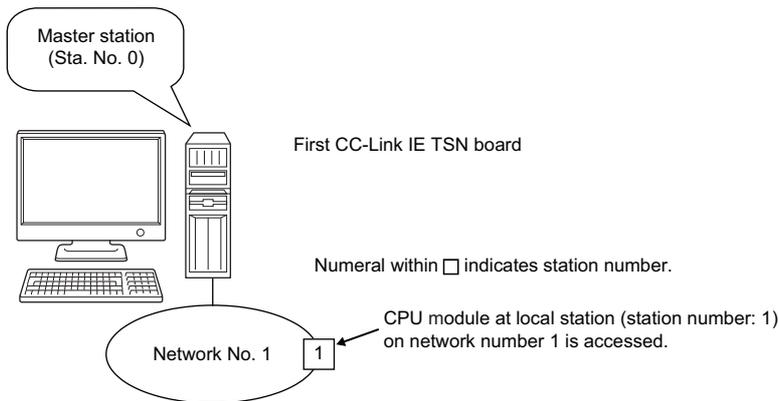 Master station
(Sta. No. 0)
First CC-Link IE TSN board
Numeral within □ indicates station number.
Network No. 1
1
CPU module at local station (station number: 1)
on network number 1 is accessed.